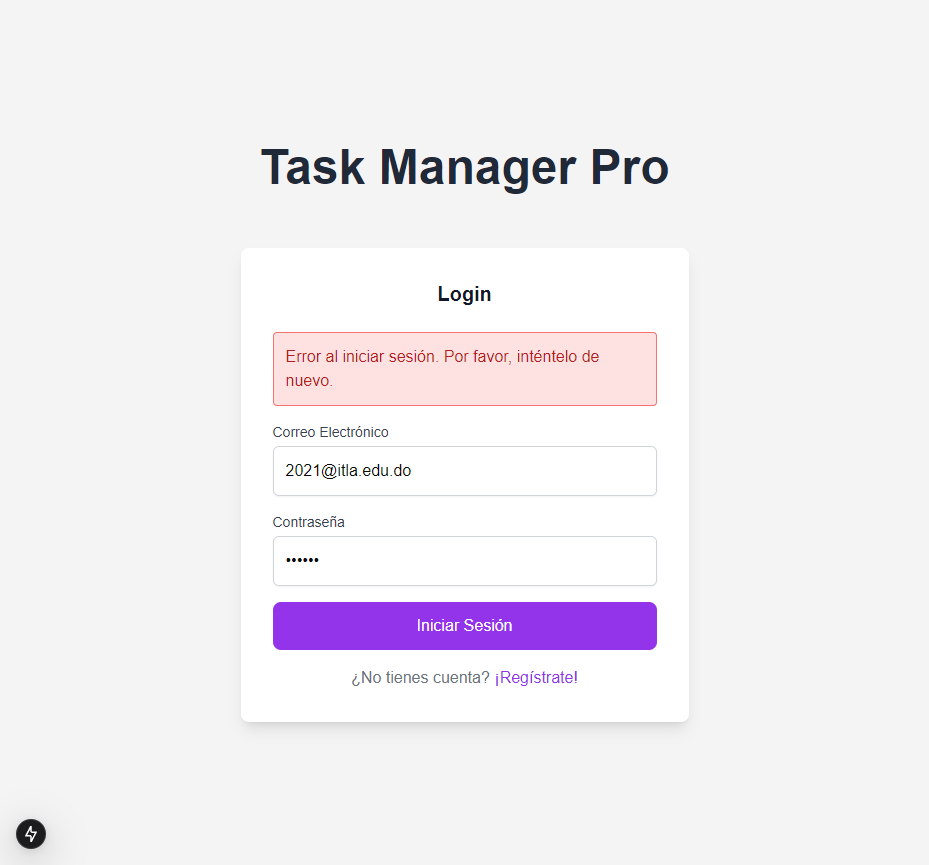 Task Manager Pro
Login
Error al iniciar sesión. Por favor, inténtelo de
nuevo.
Correo Electrónico
2021@itla.edu.do
Contraseña
••••••
Iniciar Sesión
¿No tienes cuenta? ¡Regístrate!